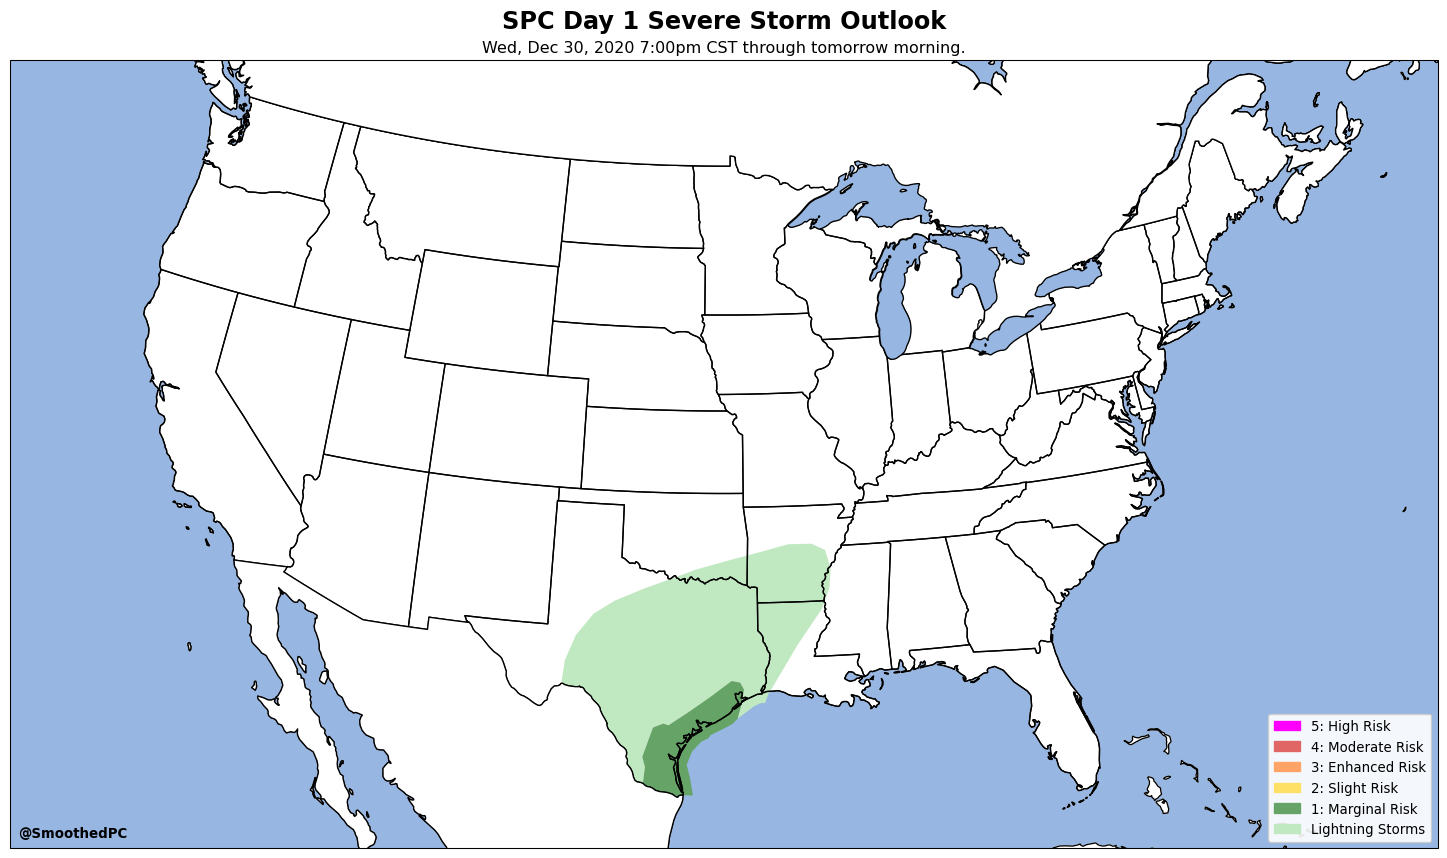 SPC Day 1 Severe Storm Outlook
Wed, Dec 30, 2020 7:00pm CST through tomorrow morning.
5: High Risk
4: Moderate Risk
3: Enhanced Risk
2: Slight Risk
1: Marginal Risk
Lightning Storms
@SmoothedPC